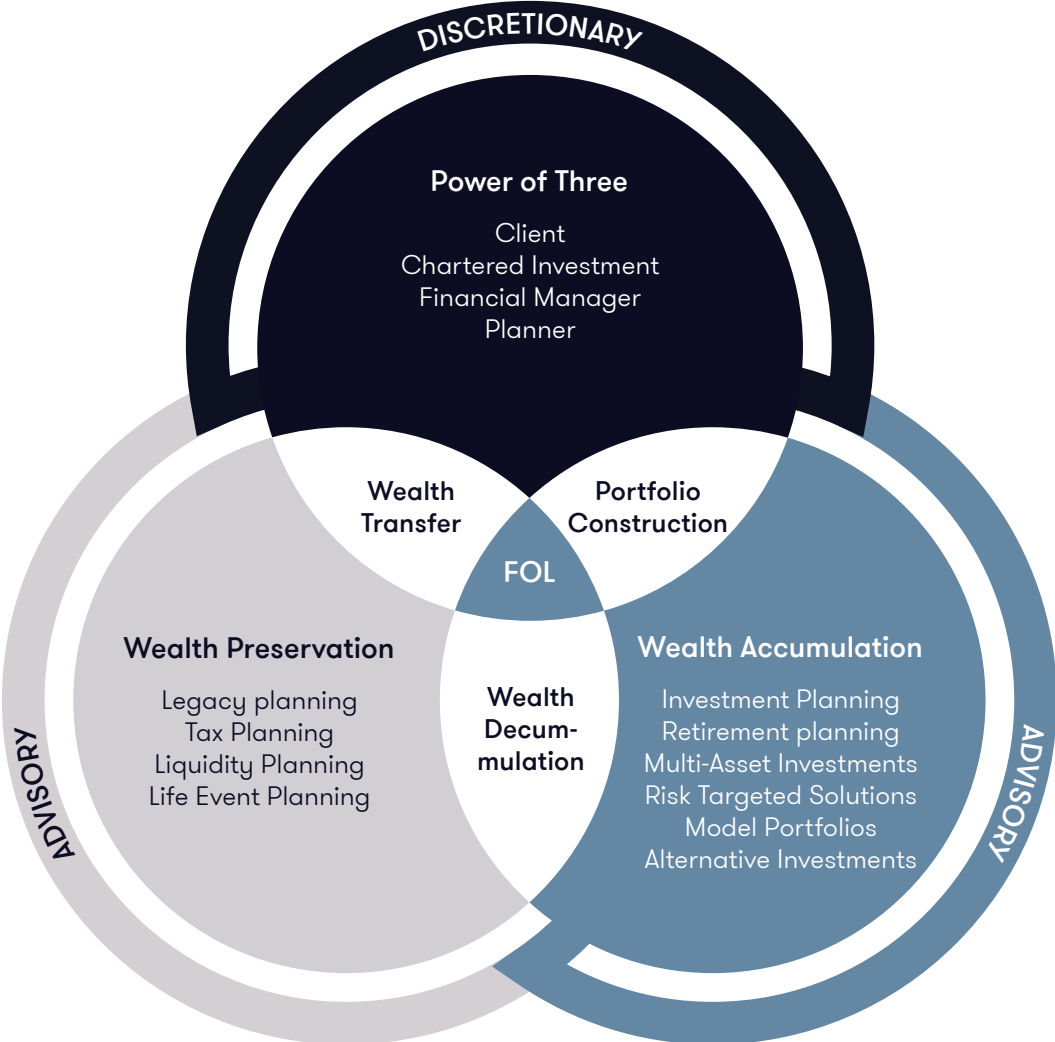 DISCRETIONARY
Power of Three
Client
Chartered Investment
Financial Manager
Planner
Wealth
Transfer
Portfolio
Construction
FOL
Wealth Preservation
Legacy planning
Tax Planning
Liquidity Planning
Life Event Planning
Wealth
Decum-
mulation
Wealth Accumulation
Investment Planning
Retirement planning
Multi-Asset Investments
Risk Targeted Solutions
Model Portfolios
Alternative Investments
ADVISORY
ADVISORY